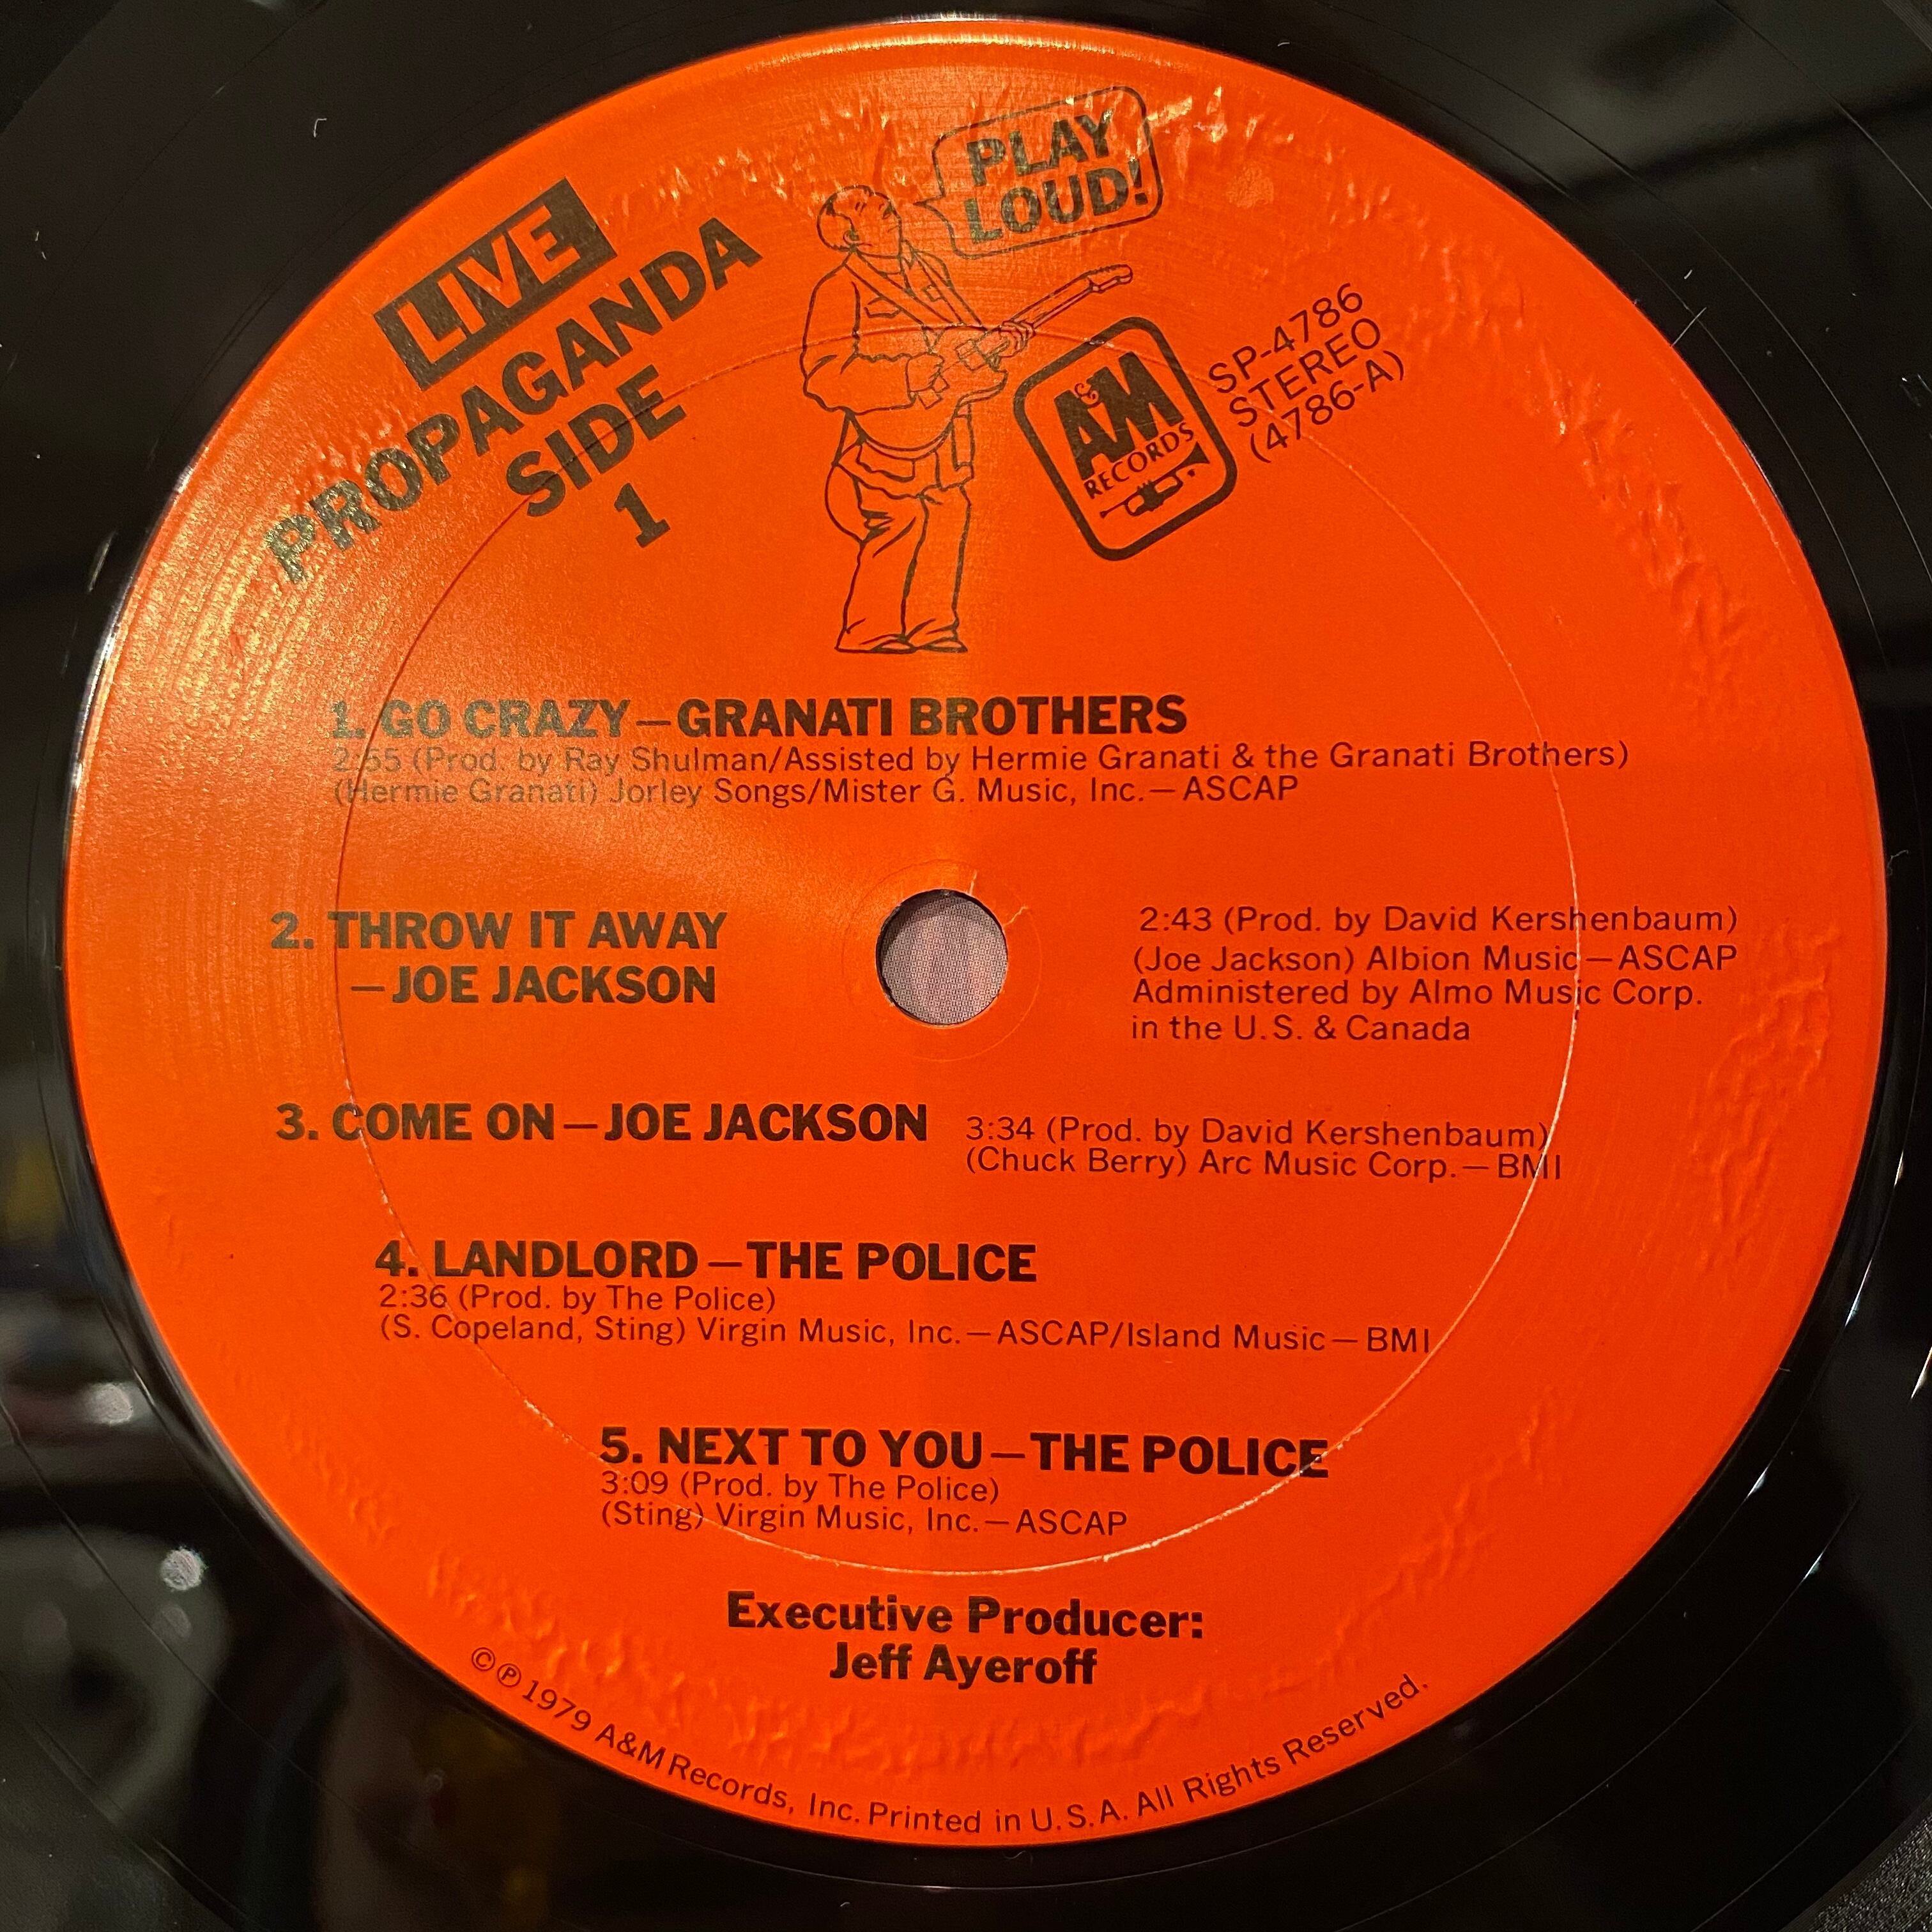 LIVE
PROPAGANDA
SIDE
1
PLAY
LOUD!
A&M
RECORDS
SP-4786
STEREO
(4786-A)
1. GO CRAZY—GRANATI BROTHERS
2:55 (Prod. by Ray Shulman/Assisted by Hermie Granati & the Granati Brothers)
(Hermie Granati) Jorley Songs/Mister G. Music, Inc.—ASCAP
2. THROW IT AWAY
—JOE JACKSON
2:43 (Prod. by David Kershenbaum)
(Joe Jackson) Albion Music—ASCAP
Administered by Almo Music Corp.
in the U.S. & Canada
3. COME ON—JOE JACKSON
3:34 (Prod. by David Kershenbaum)
(Chuck Berry) Arc Music Corp.—BMI
4. LANDLORD—THE POLICE
2:36 (Prod. by The Police)
(S. Copeland, Sting) Virgin Music, Inc.—ASCAP/Island Music—BMI
5. NEXT TO YOU—THE POLICE
3:09 (Prod. by The Police)
(Sting) Virgin Music, Inc.—ASCAP
Executive Producer:
Jeff Ayeroff
©℗ 1979 A&M Records, Inc. Printed in U.S.A. All Rights Reserved.